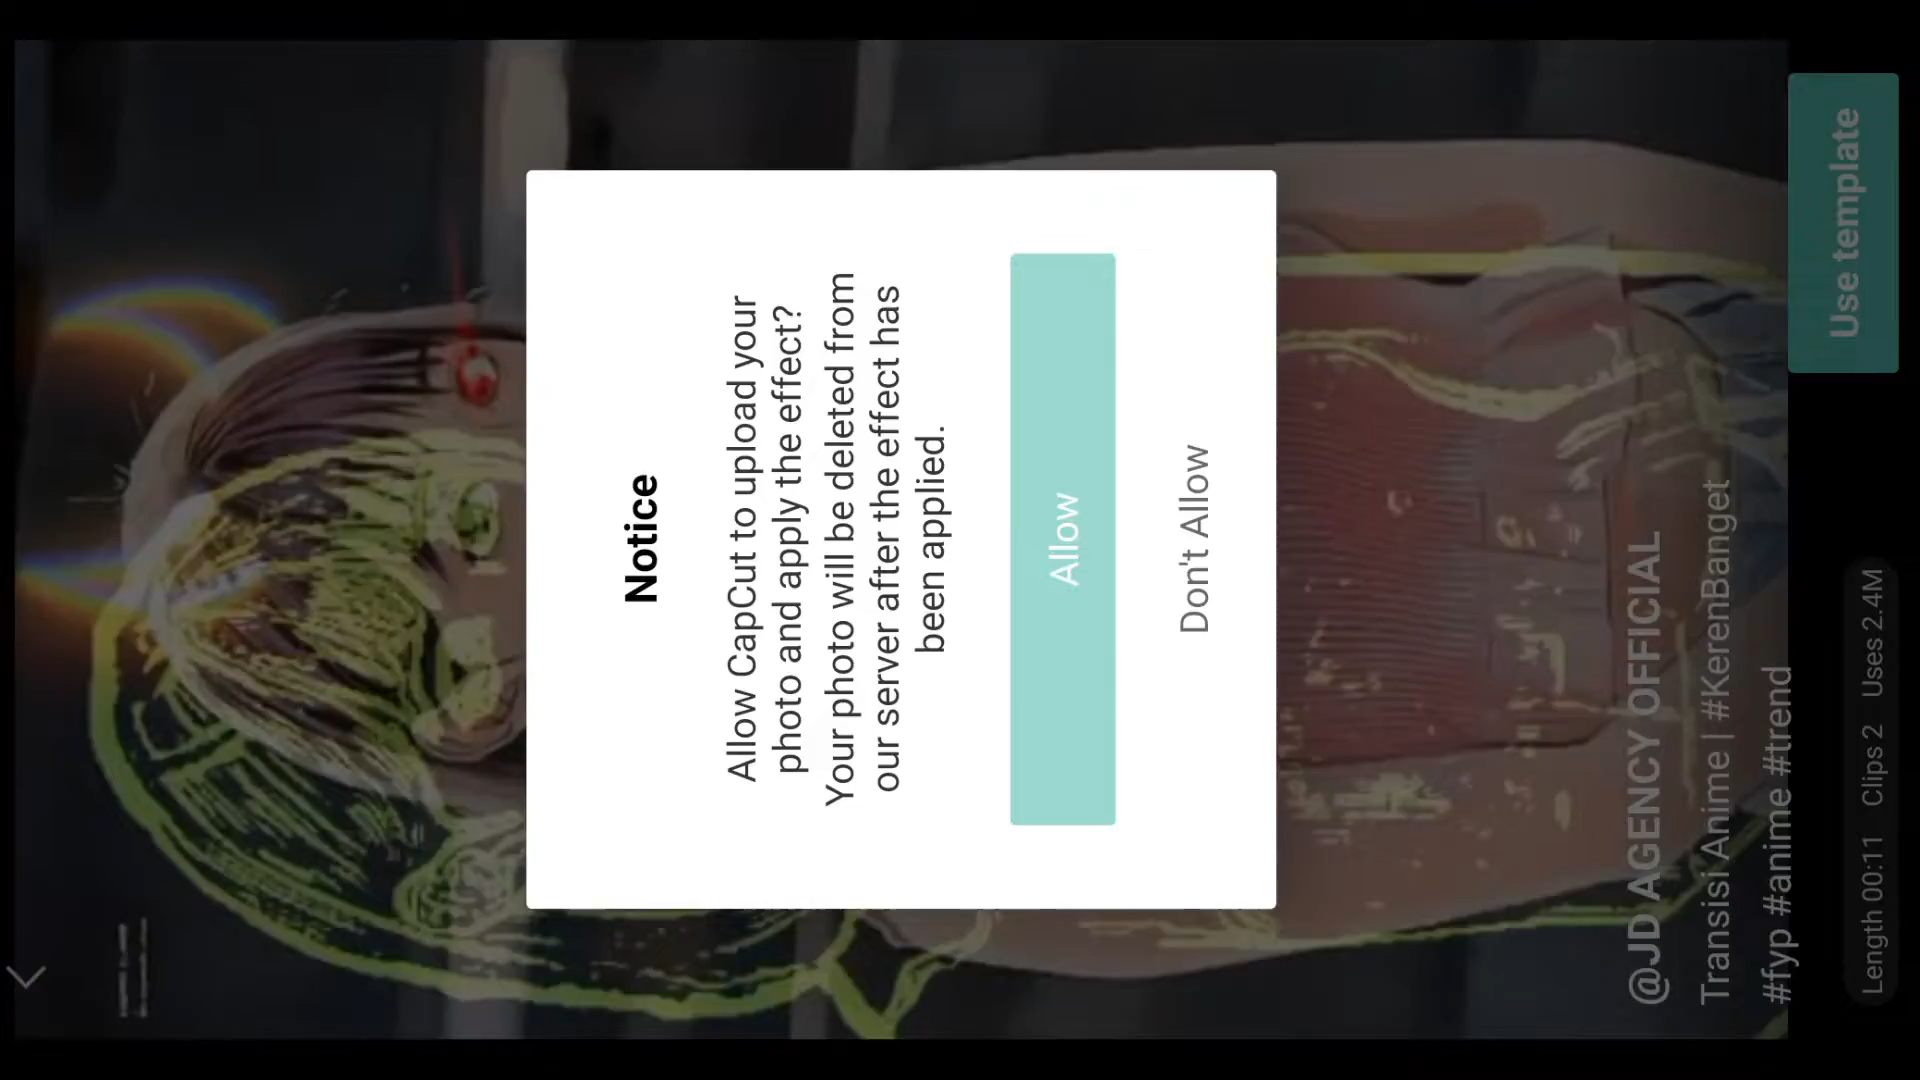 Notice
Allow CapCut to upload your
photo and apply the effect?
Your photo will be deleted from
our server after the effect has
been applied.
Allow
Don't Allow
@JD AGENCY OFFICIAL
Transisi Anime | #KerenBanget
#fyp #anime #trend
Length 00:11 Clips 2 Uses 2.4M
Use template